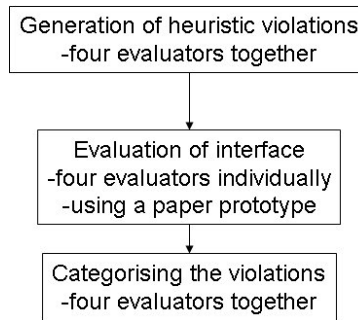 Generation of heuristic violations
-four evaluators together
Evaluation of interface
-four evaluators individually
-using a paper prototype
Categorising the violations
-four evaluators together